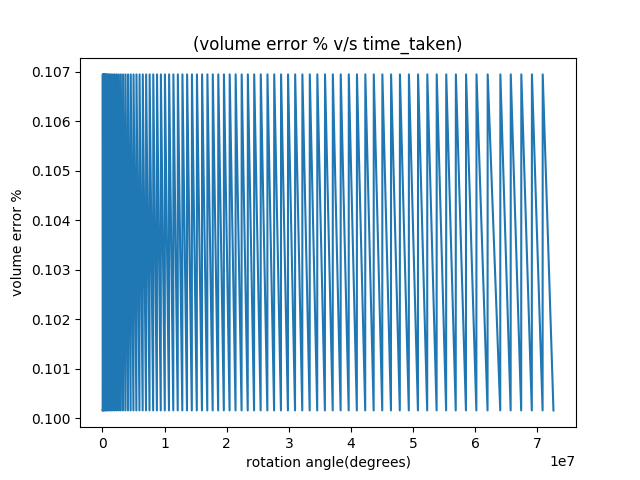 (volume error % v/s time_taken)
0.107
0.106
0.105
0.104
0.103
0.102
0.101
0.100
volume error %
0 1 2 3 4 5 6 7
1e7
rotation angle(degrees)